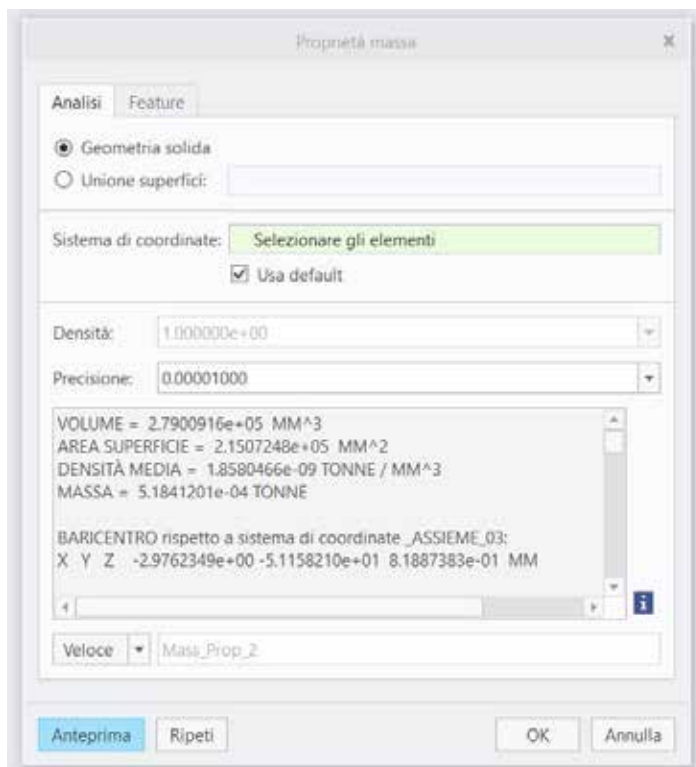 Proprietà massa
Analisi Feature
Geometria solida
Unione superfici:
Sistema di coordinate: Selezionare gli elementi
Usa default
Densità: 1.000000e+00
Precisione: 0.00001000
VOLUME = 2.7900916e+05 MM^3
AREA SUPERFICIE = 2.1507248e+05 MM^2
DENSITÀ MEDIA = 1.8580466e-09 TONNE / MM^3
MASSA = 5.1841201e-04 TONNE
BARICENTRO rispetto a sistema di coordinate _ASSIEME_03:
X Y Z -2.9762349e+00 -5.1158210e+01 8.1887383e-01 MM
Veloce Mass_Prop_2
Anteprima Ripeti OK Annulla